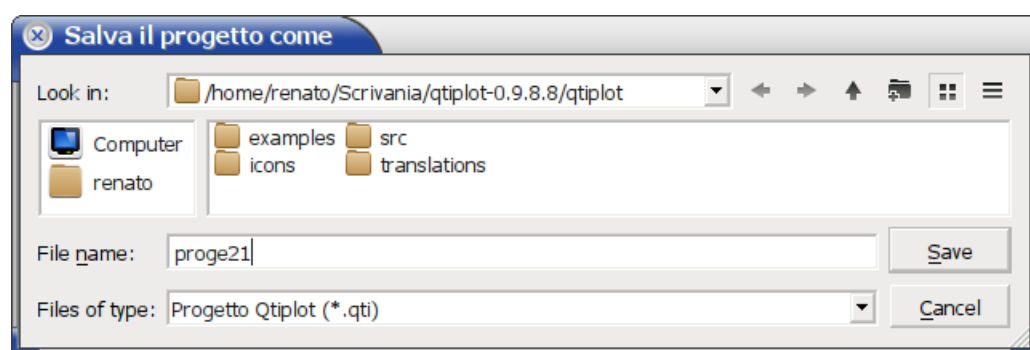 Salva il progetto come
Look in: /home/renato/Scrivania/qtiplot-0.9.8.8/qtiplot
Computer examples src
renato icons translations
File name: proge21 Save
Files of type: Progetto Qtiplot (*.qti) Cancel